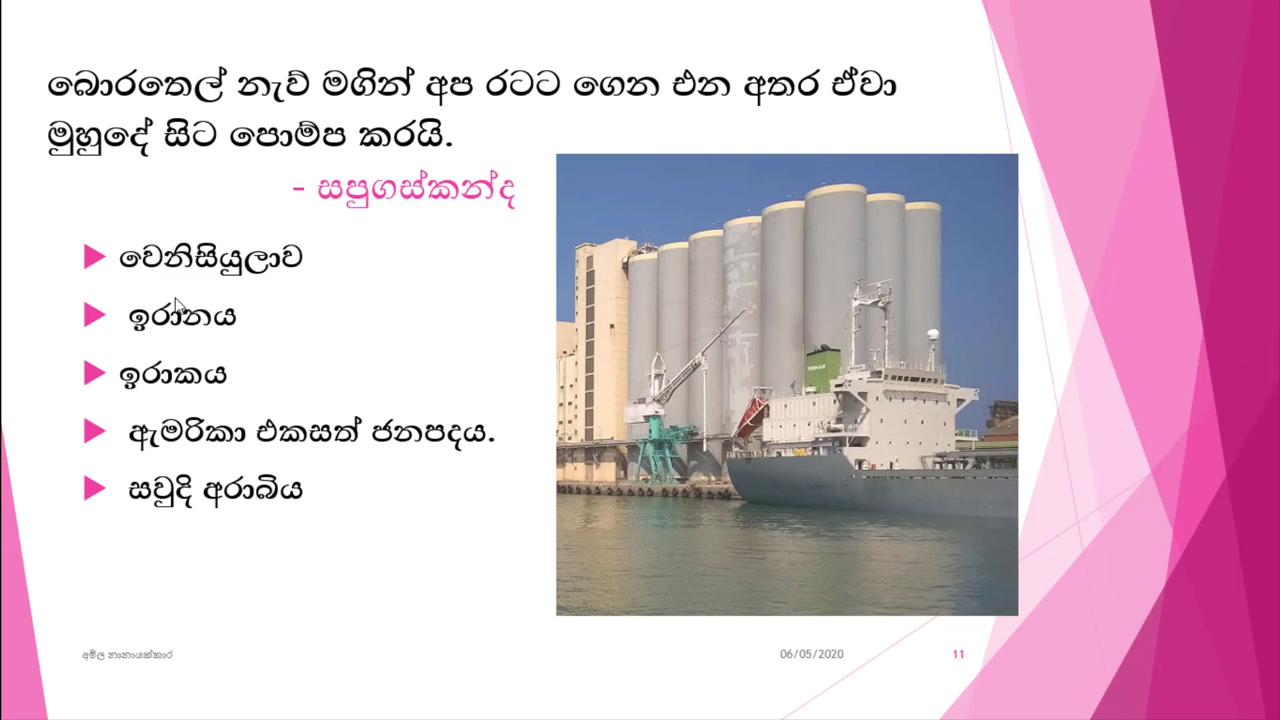 බොරතෙල් නැව් මගින් අප රටට ගෙන එන අතර ඒවා
මුහුදේ සිට පොම්ප කරයි.
- සපුගස්කන්ද
වෙනිසියුලාව
ඉරානය
ඉරාකය
ඇමරිකා එකසත් ජනපදය.
සවුදි අරාබිය
අමිල නානායක්කාර
06/05/2020
11